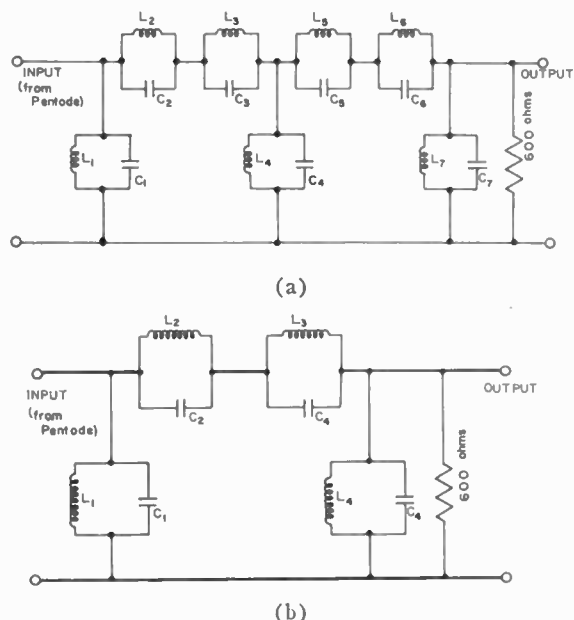 L2 L3 L5 L6
INPUT
(from
Pentode)
C2 C3 C5 C6
OUTPUT
L1 C1 L4 C4 L7 C7
600 ohms
(a)
L2 L3
INPUT
(from
Pentode)
C2 C4
OUTPUT
L1 C1 L4 C4
600 ohms
(b)